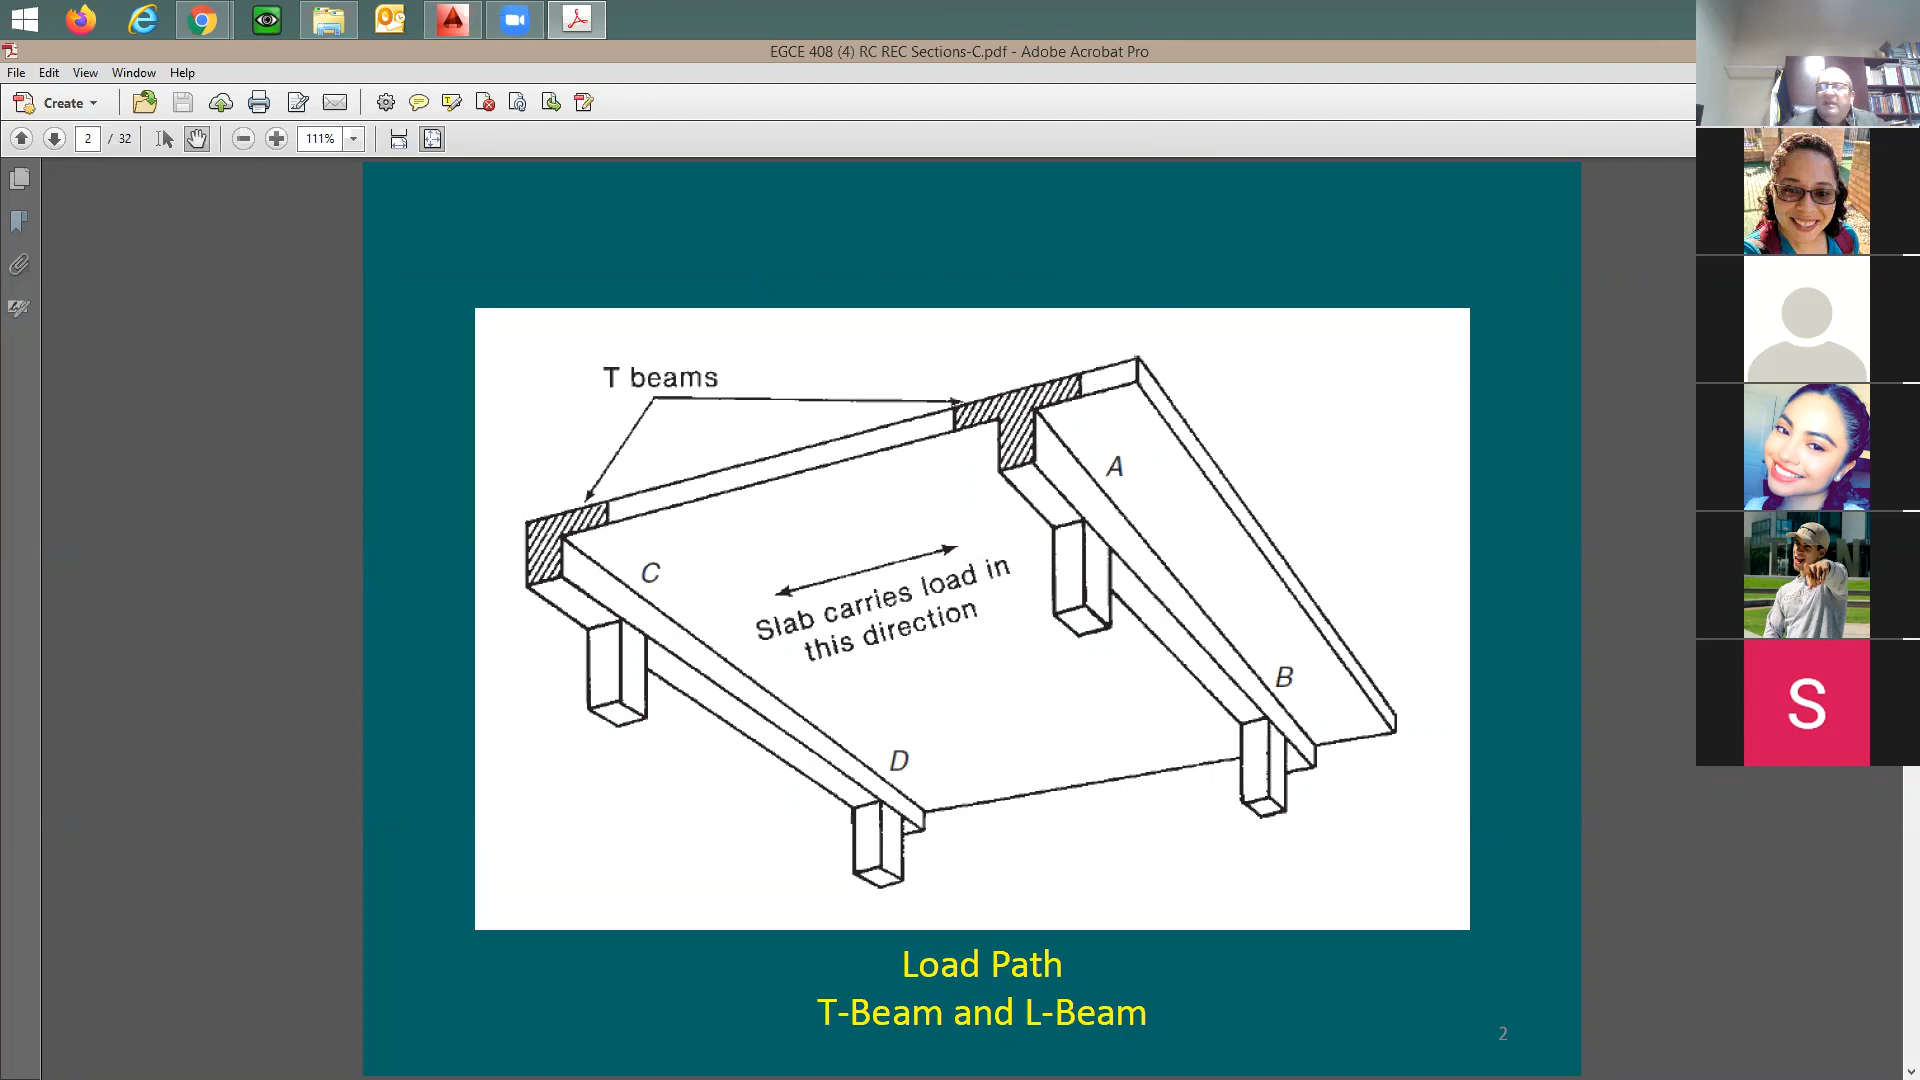 EGCE 408 (4) RC REC Sections-C.pdf - Adobe Acrobat Pro
File Edit View Window Help
Create
2 / 32 111%
T beams
A
C
Slab carries load in
this direction
B
D
S
Load Path
T-Beam and L-Beam
2